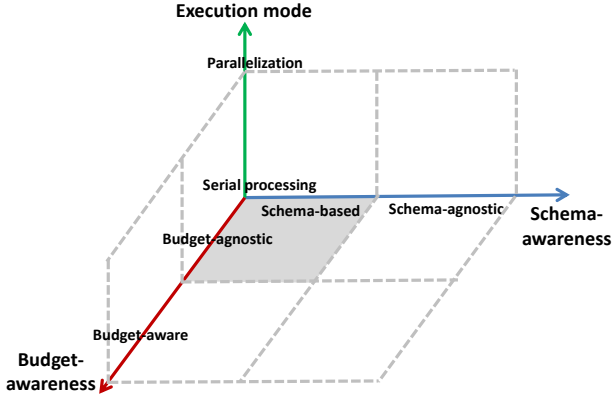 Execution mode
Parallelization
Serial processing
Schema-based
Schema-agnostic
Schema-
awareness
Budget-agnostic
Budget-aware
Budget-
awareness